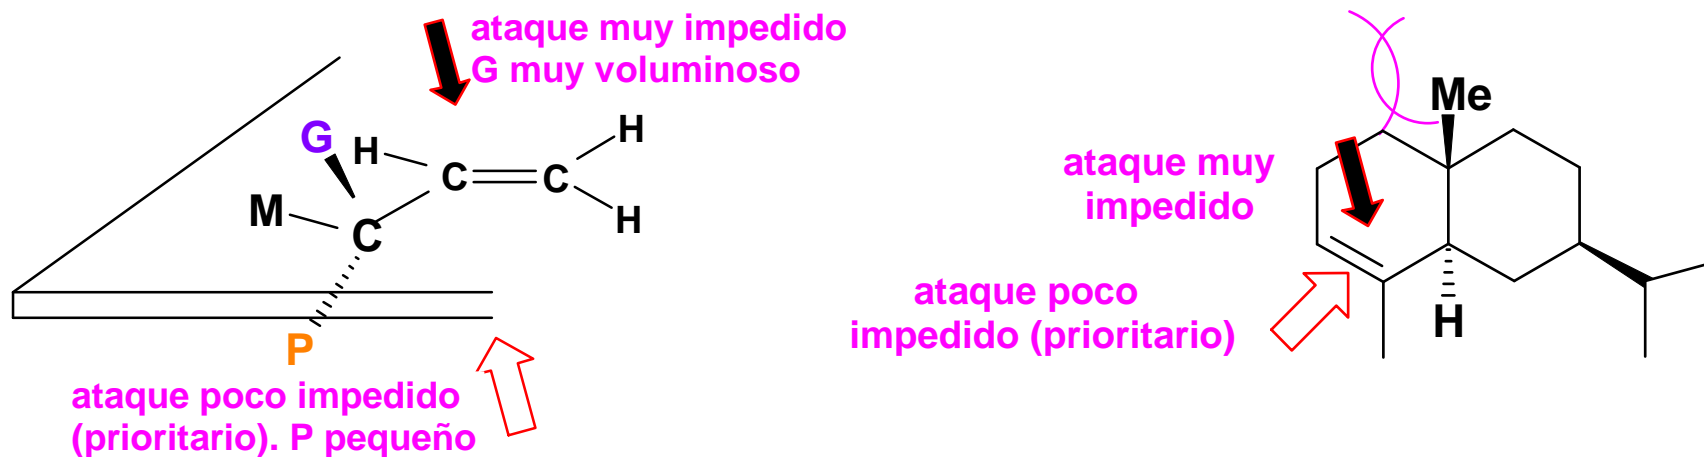 ataque muy impedido
G muy voluminoso
G
H
C
C
H
H
M
C
P
ataque poco impedido
(prioritario). P pequeño
Me
ataque muy
impedido
ataque poco
impedido (prioritario)
H